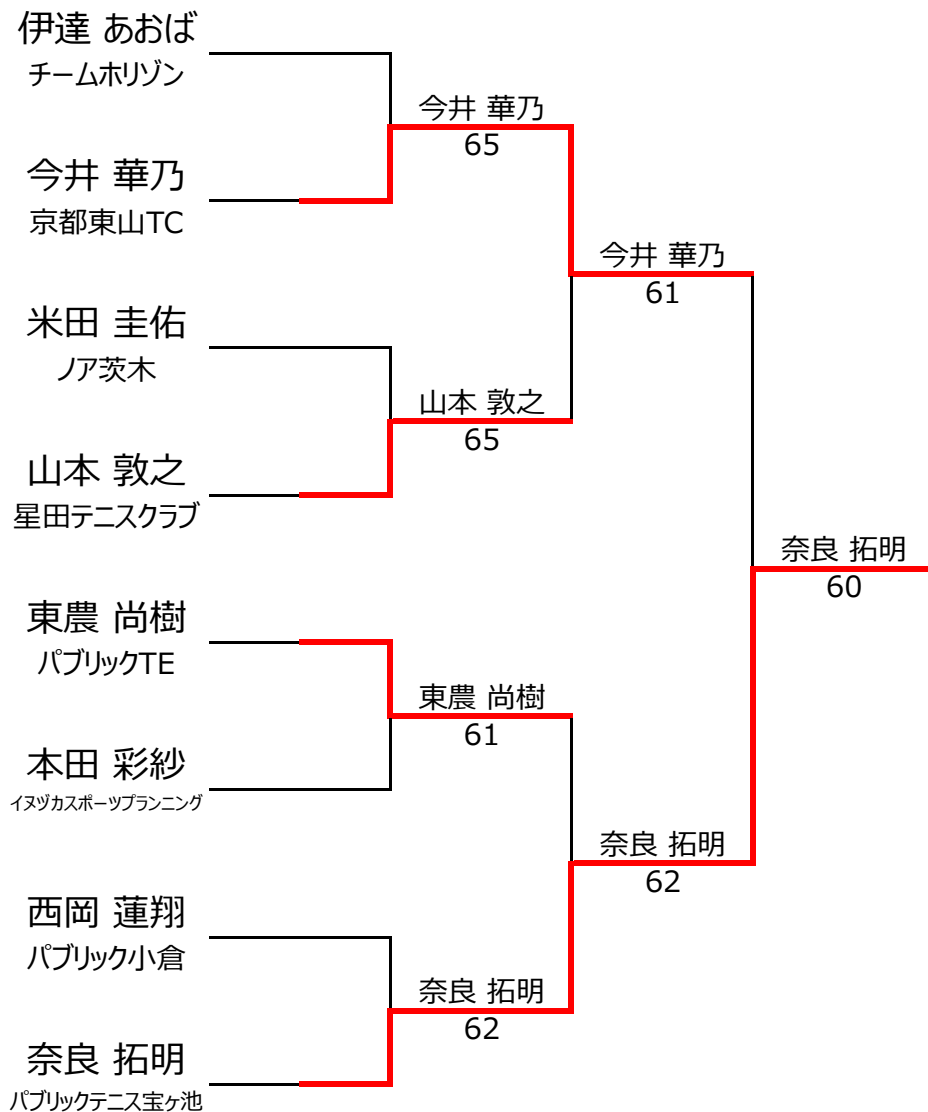 伊達 あおば
チームホリゾン
今井 華乃
京都東山TC
米田 圭佑
ノア茨木
山本 敦之
星田テニスクラブ
東農 尚樹
パブリックTE
本田 彩紗
イヌヅカスポーツプランニング
西岡 蓮翔
パブリック小倉
奈良 拓明
パブリックテニス宝ヶ池
今井 華乃
65
山本 敦之
65
東農 尚樹
61
奈良 拓明
62
今井 華乃
61
奈良 拓明
62
奈良 拓明
60